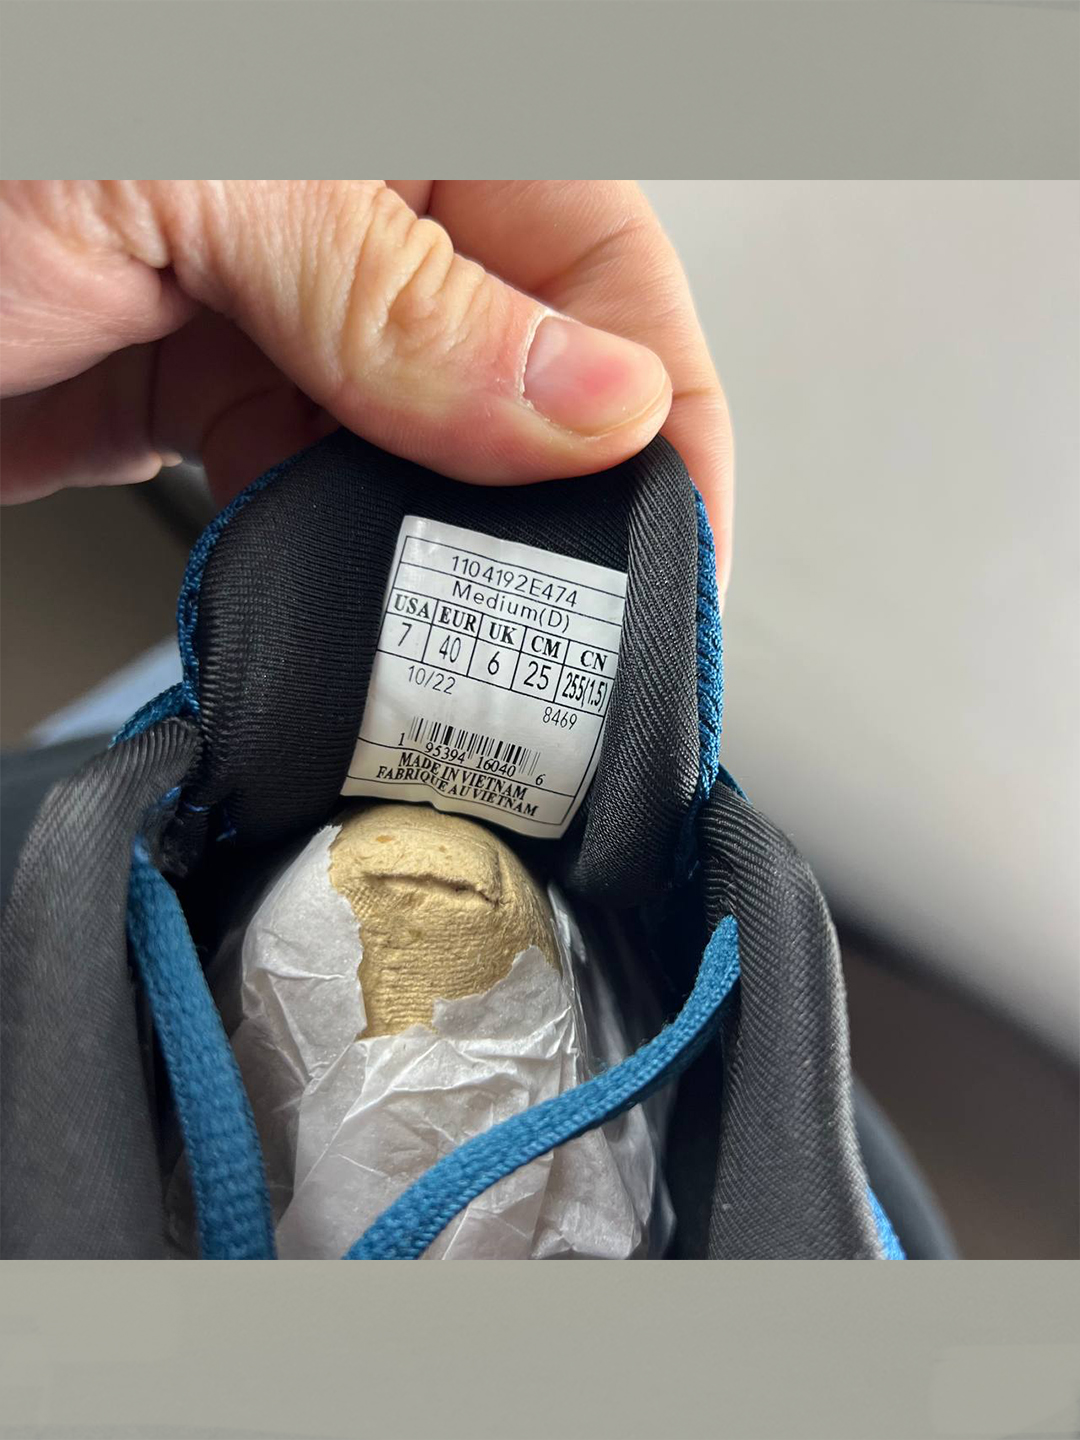 1104192E474
Medium(D)
USA EUR UK CM CN
7 40 6 25 255(1.5)
10/22
8469
1 95394 16040 6
MADE IN VIETNAM
FABRIQUE AU VIETNAM